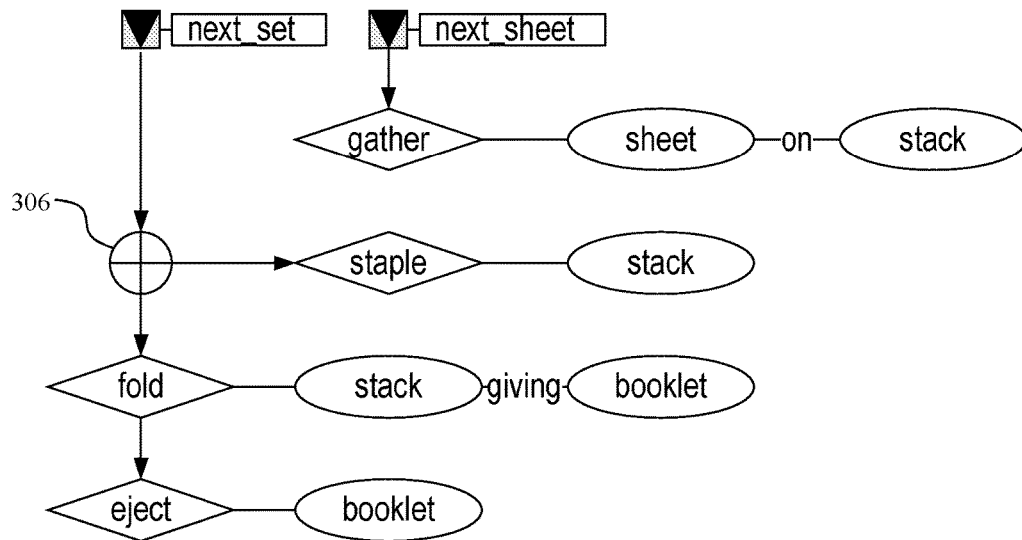 next_set next_sheet
gather sheet on stack
306
staple stack
fold stack giving booklet
eject booklet